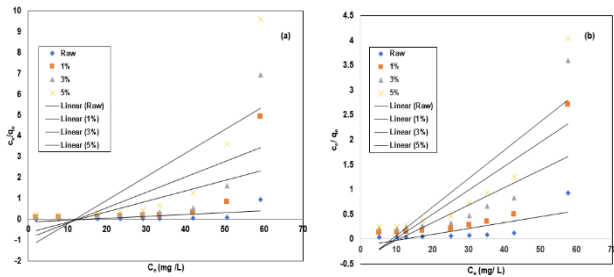 (a)
10
9
8
7
6
5
4
3
2
1
0
-1
-2
cₑ/qₑ
Raw
1%
3%
5%
Linear (Raw)
Linear (1%)
Linear (3%)
Linear (5%)
0 10 20 30 40 50 60 70
Cₑ (mg /L)
(b)
4.5
4
3.5
3
2.5
2
1.5
1
0.5
0
-0.5
cₑ/ qₑ
Raw
1%
3%
5%
Linear (Raw)
Linear (1%)
Linear (3%)
Linear (5%)
0 10 20 30 40 50 60 70
Cₑ (mg/ L)